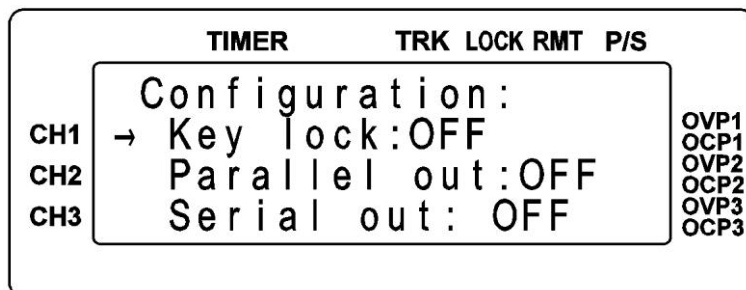 TIMER TRK LOCK RMT P/S
Configuration:
CH1 → Key lock:OFF OVP1 OCP1
CH2 Parallel out:OFF OVP2 OCP2
CH3 Serial out: OFF OVP3 OCP3